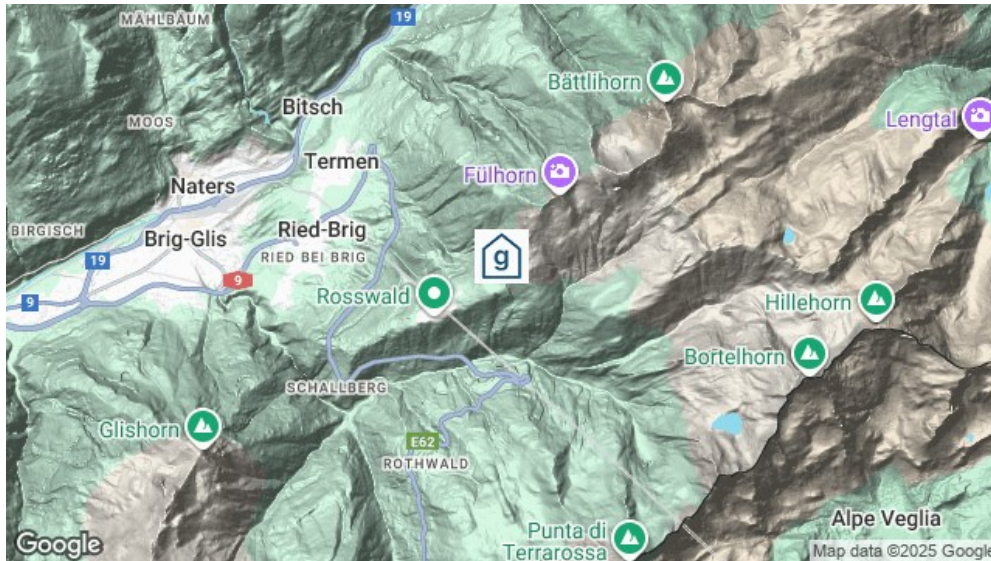 MÄHLBÄUM
19
Bättlihorn
Bitsch
MOOS
Lengtal
Termen
Fülhorn
Naters
BIRGISCH
Ried-Brig
Brig-Glis
RIED BEI BRIG
g
19
9
9
Rosswald
Hillehorn
Bortelhorn
SCHALLBERG
Glishorn
E62
ROTHWALD
Alpe Veglia
Punta di
Terrarossa
Google
Map data ©2025 Google